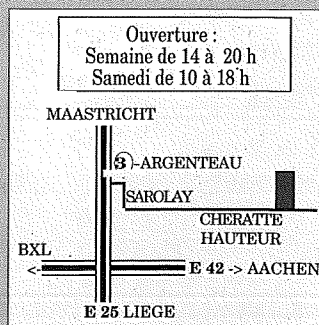 Ouverture :
Semaine de 14 à 20 h
Samedi de 10 à 18 h
MAASTRICHT
3 -ARGENTEAU
SAROLAY
CHERATTE
HAUTEUR
BXL
<- E 42 -> AACHEN
E 25 LIEGE